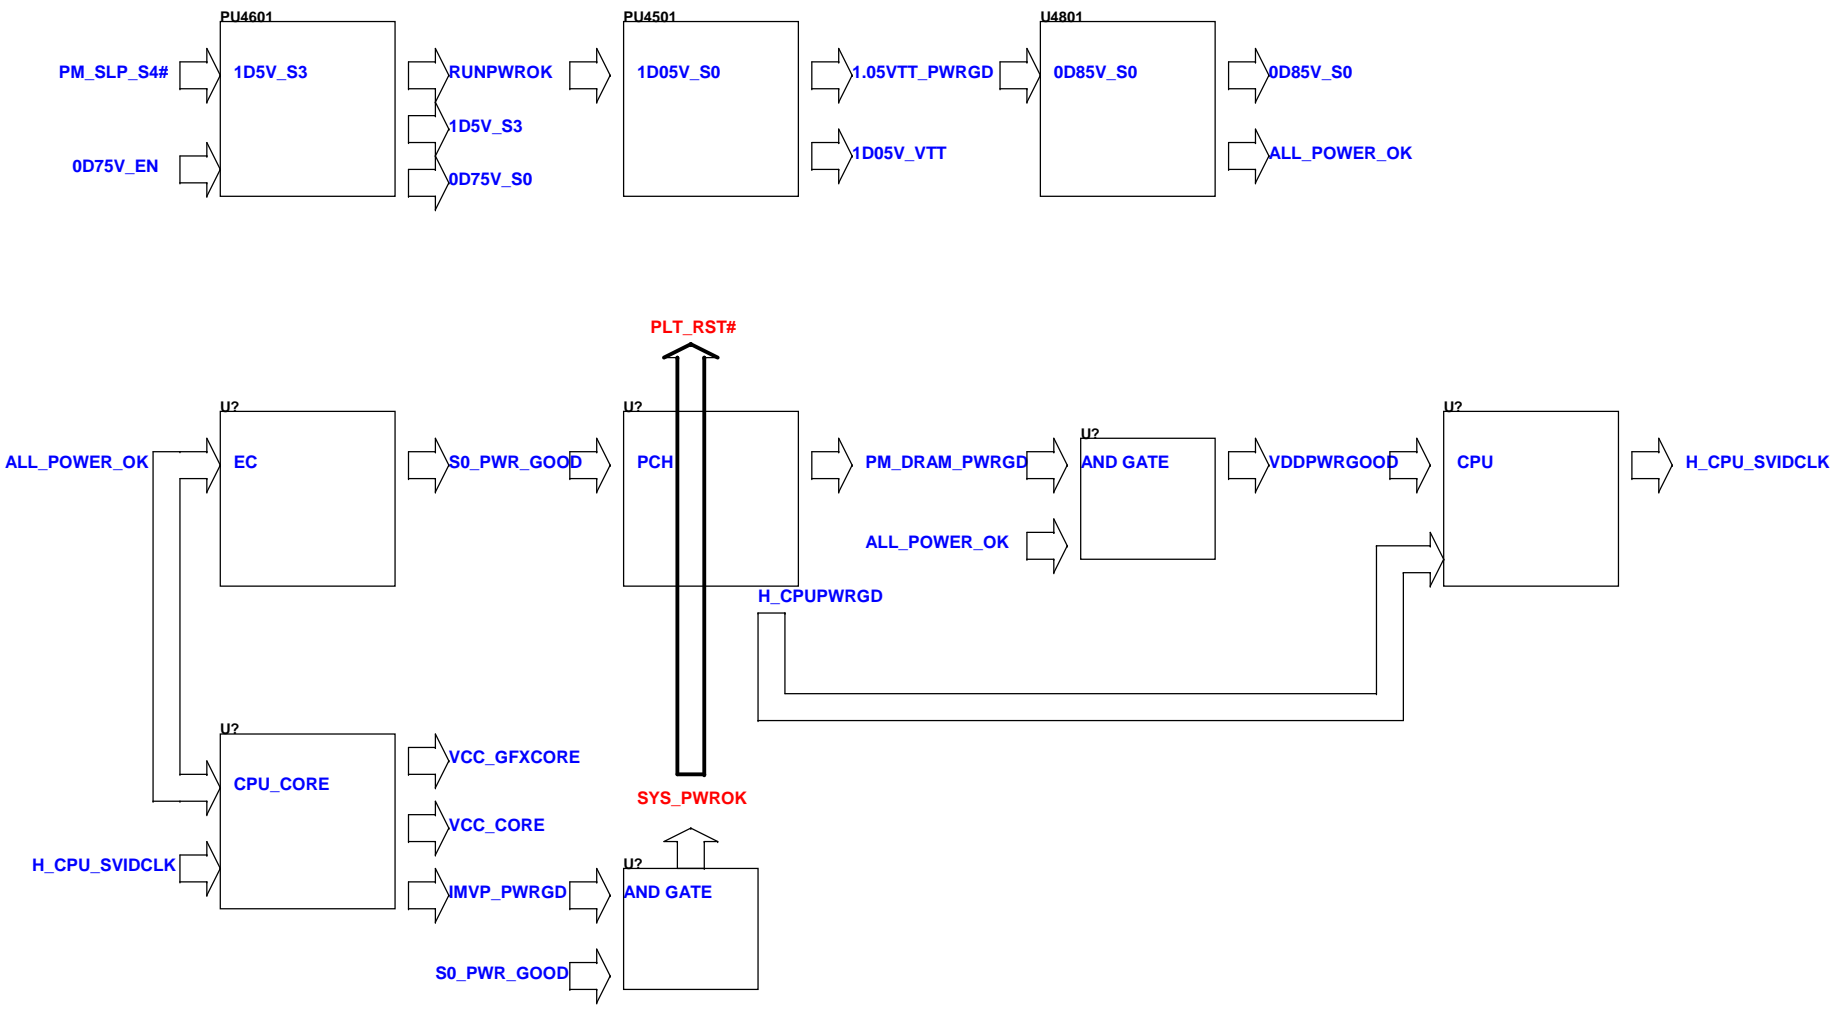 PU4601
PU4501
U4801
PM_SLP_S4#
1D5V_S3
RUNPWROK
1D05V_S0
1.05VTT_PWRGD
0D85V_S0
0D85V_S0
1D5V_S3
0D75V_EN
0D75V_S0
1D05V_VTT
ALL_POWER_OK
PLT_RST#
U?
U?
U?
U?
ALL_POWER_OK
EC
S0_PWR_GOOD
PCH
PM_DRAM_PWRGD
AND GATE
VDDPWRGOOD
CPU
H_CPU_SVIDCLK
ALL_POWER_OK
H_CPUPWRGD
U?
VCC_GFXCORE
CPU_CORE
SYS_PWROK
VCC_CORE
H_CPU_SVIDCLK
U?
IMVP_PWRGD
AND GATE
S0_PWR_GOOD